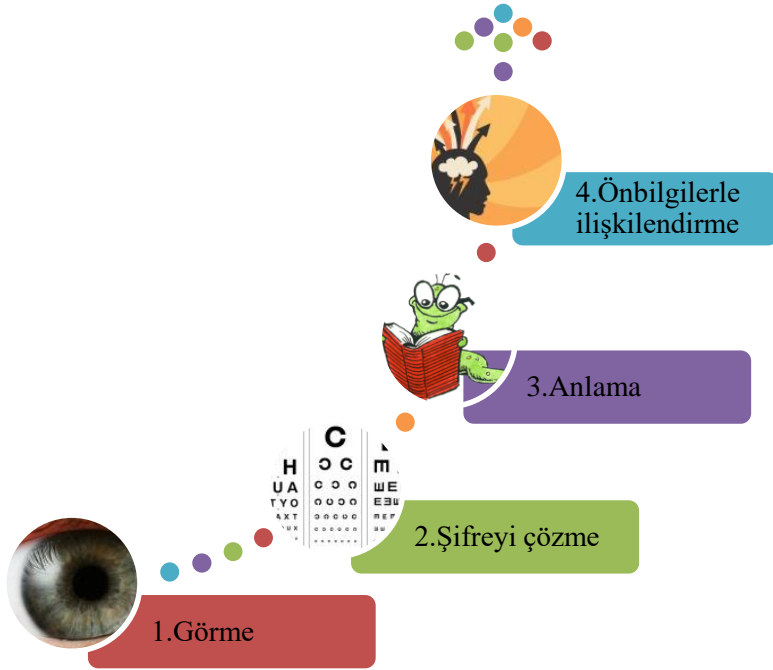 4.Önbilgilerle
ilişkilendirme
3.Anlama
C
H
U A
T Y O
A X T
2.Şifreyi çözme
1.Görme